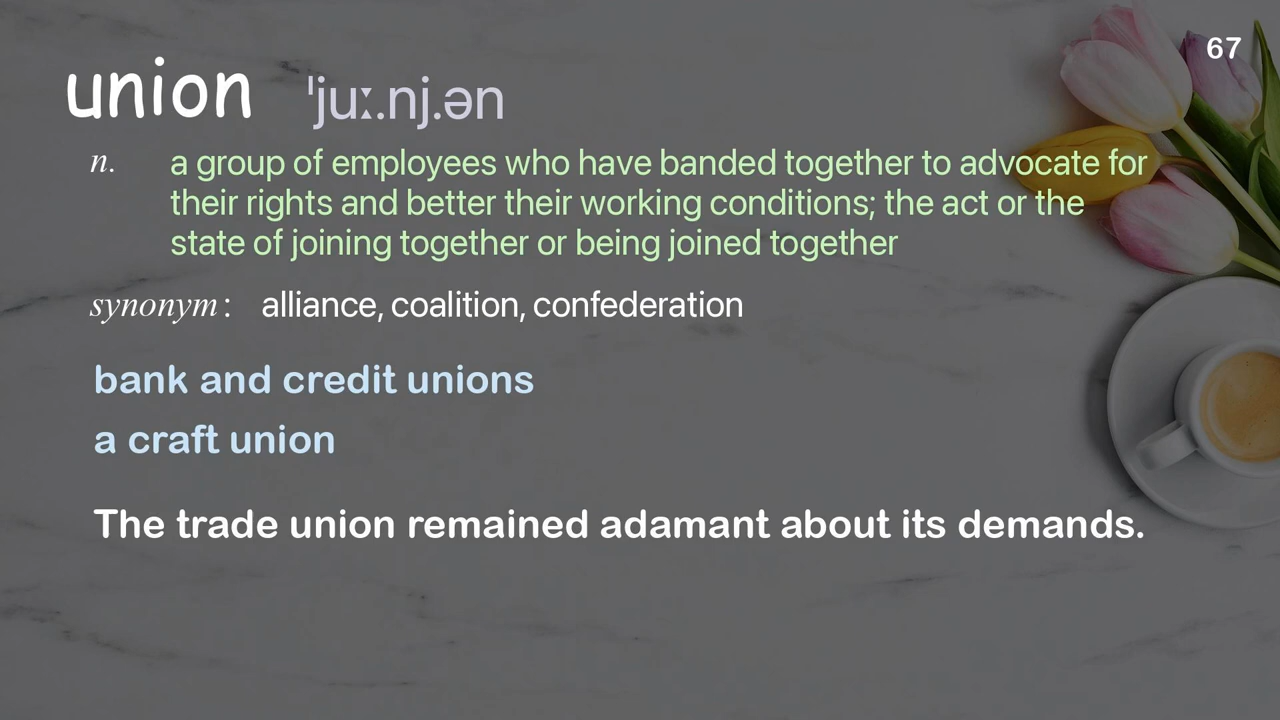 67
union ˈjuː.nj.ən
n. a group of employees who have banded together to advocate for
their rights and better their working conditions; the act or the
state of joining together or being joined together
synonym: alliance, coalition, confederation
bank and credit unions
a craft union
The trade union remained adamant about its demands.